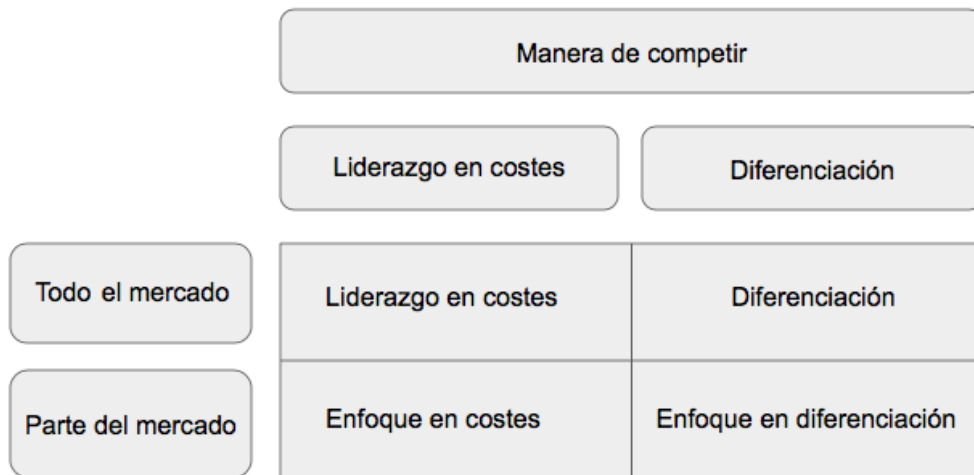 Manera de competir
Liderazgo en costes
Diferenciación
Todo el mercado
Liderazgo en costes
Diferenciación
Parte del mercado
Enfoque en costes
Enfoque en diferenciación